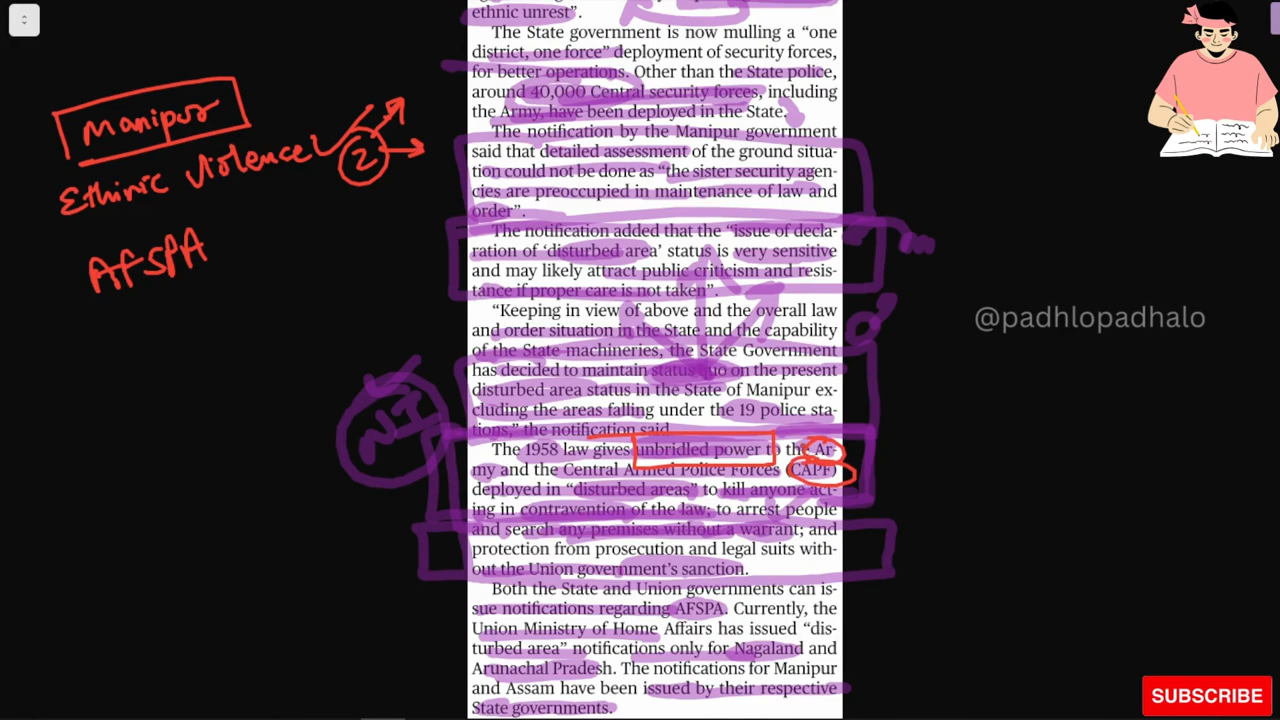 Manipur
Ethinic violence
2
AFSPA
ethnic unrest”.
The State government is now mulling a “one
district, one force” deployment of security forces,
for better operations. Other than the State police,
around 40,000 Central security forces, including
the Army, have been deployed in the State.
The notification by the Manipur government
said that detailed assessment of the ground situa-
tion could not be done as “the sister security agen-
cies are preoccupied in maintenance of law and
order”.
The notification added that the “issue of decla-
ration of ‘disturbed area’ status is very sensitive
and may likely attract public criticism and resis-
tance if proper care is not taken”.
“Keeping in view of above and the overall law
and order situation in the State and the capability
of the State machineries, the State Government
has decided to maintain status quo on the present
disturbed area status in the State of Manipur ex-
cluding the areas falling under the 19 police sta-
tions,” the notification said.
The 1958 law gives unbridled power to the Ar-
my and the Central Armed Police Forces (CAPF)
deployed in “disturbed areas” to kill anyone act-
ing in contravention of the law; to arrest people
and search any premises without a warrant; and
protection from prosecution and legal suits with-
out the Union government’s sanction.
Both the State and Union governments can is-
sue notifications regarding AFSPA. Currently, the
Union Ministry of Home Affairs has issued “dis-
turbed area” notifications only for Nagaland and
Arunachal Pradesh. The notifications for Manipur
and Assam have been issued by their respective
State governments.
@padhlopadhalo
SUBSCRIBE